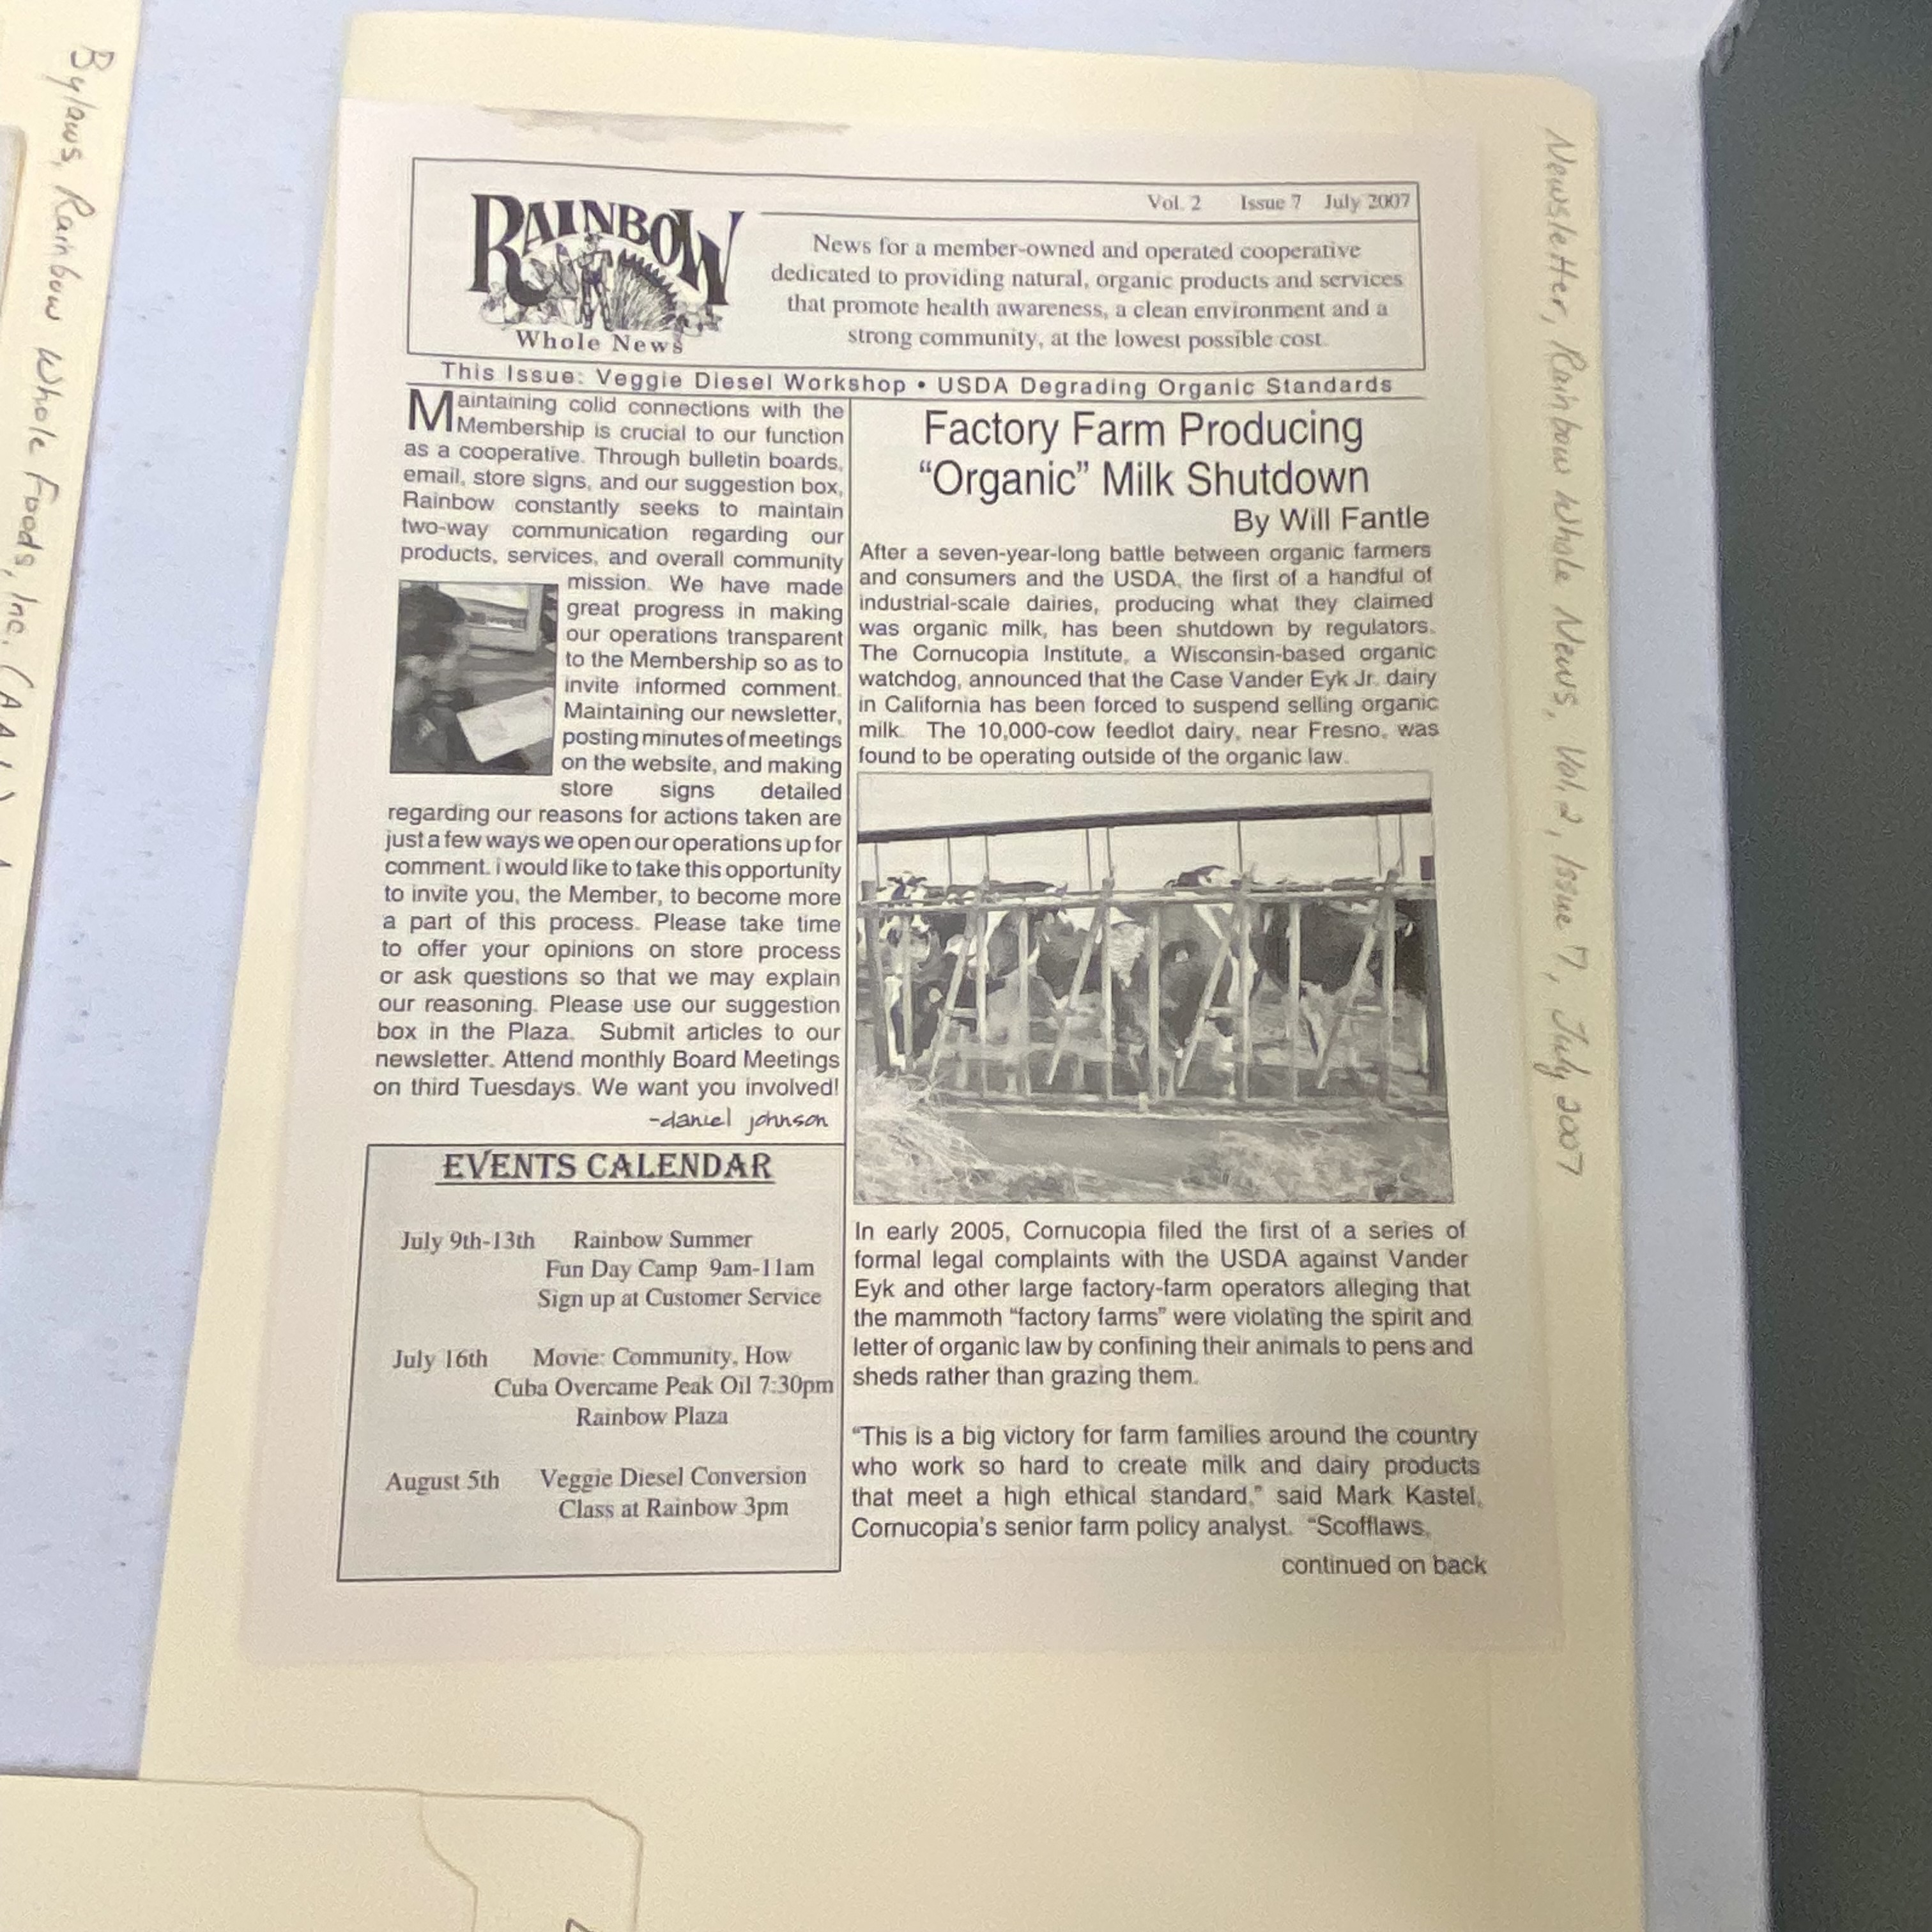 Bylaws, Rainbow Whole Foods, Inc.
RAINBOW
Whole News
Vol. 2 Issue 7 July 2007
News for a member-owned and operated cooperative
dedicated to providing natural, organic products and services
that promote health awareness, a clean environment and a
strong community, at the lowest possible cost.
This Issue: Veggie Diesel Workshop • USDA Degrading Organic Standards
Maintaining colid connections with the
Membership is crucial to our function
as a cooperative. Through bulletin boards,
email, store signs, and our suggestion box,
Rainbow constantly seeks to maintain
two-way communication regarding our
products, services, and overall community
mission. We have made
great progress in making
our operations transparent
to the Membership so as to
invite informed comment.
Maintaining our newsletter,
posting minutes of meetings
on the website, and making
store signs detailed
regarding our reasons for actions taken are
just a few ways we open our operations up for
comment. i would like to take this opportunity
to invite you, the Member, to become more
a part of this process. Please take time
to offer your opinions on store process
or ask questions so that we may explain
our reasoning. Please use our suggestion
box in the Plaza. Submit articles to our
newsletter. Attend monthly Board Meetings
on third Tuesdays. We want you involved!
-daniel johnson
EVENTS CALENDAR
July 9th-13th Rainbow Summer
Fun Day Camp 9am-11am
Sign up at Customer Service
July 16th Movie: Community, How
Cuba Overcame Peak Oil 7:30pm
Rainbow Plaza
August 5th Veggie Diesel Conversion
Class at Rainbow 3pm
Factory Farm Producing
“Organic” Milk Shutdown
By Will Fantle
After a seven-year-long battle between organic farmers
and consumers and the USDA, the first of a handful of
industrial-scale dairies, producing what they claimed
was organic milk, has been shutdown by regulators.
The Cornucopia Institute, a Wisconsin-based organic
watchdog, announced that the Case Vander Eyk Jr. dairy
in California has been forced to suspend selling organic
milk. The 10,000-cow feedlot dairy, near Fresno, was
found to be operating outside of the organic law.
In early 2005, Cornucopia filed the first of a series of
formal legal complaints with the USDA against Vander
Eyk and other large factory-farm operators alleging that
the mammoth “factory farms” were violating the spirit and
letter of organic law by confining their animals to pens and
sheds rather than grazing them.
“This is a big victory for farm families around the country
who work so hard to create milk and dairy products
that meet a high ethical standard,” said Mark Kastel,
Cornucopia's senior farm policy analyst. “Scofflaws,
continued on back
Newsletter, Rainbow Whole News, Vol. 2, Issue 7, July 2007